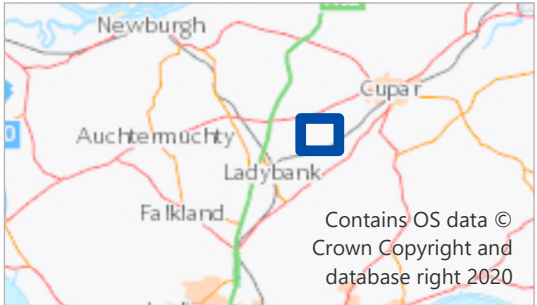 Newburgh
Cupar
Auchtermuchty
Ladybank
Falkland
Contains OS data ©
Crown Copyright and
database right 2020